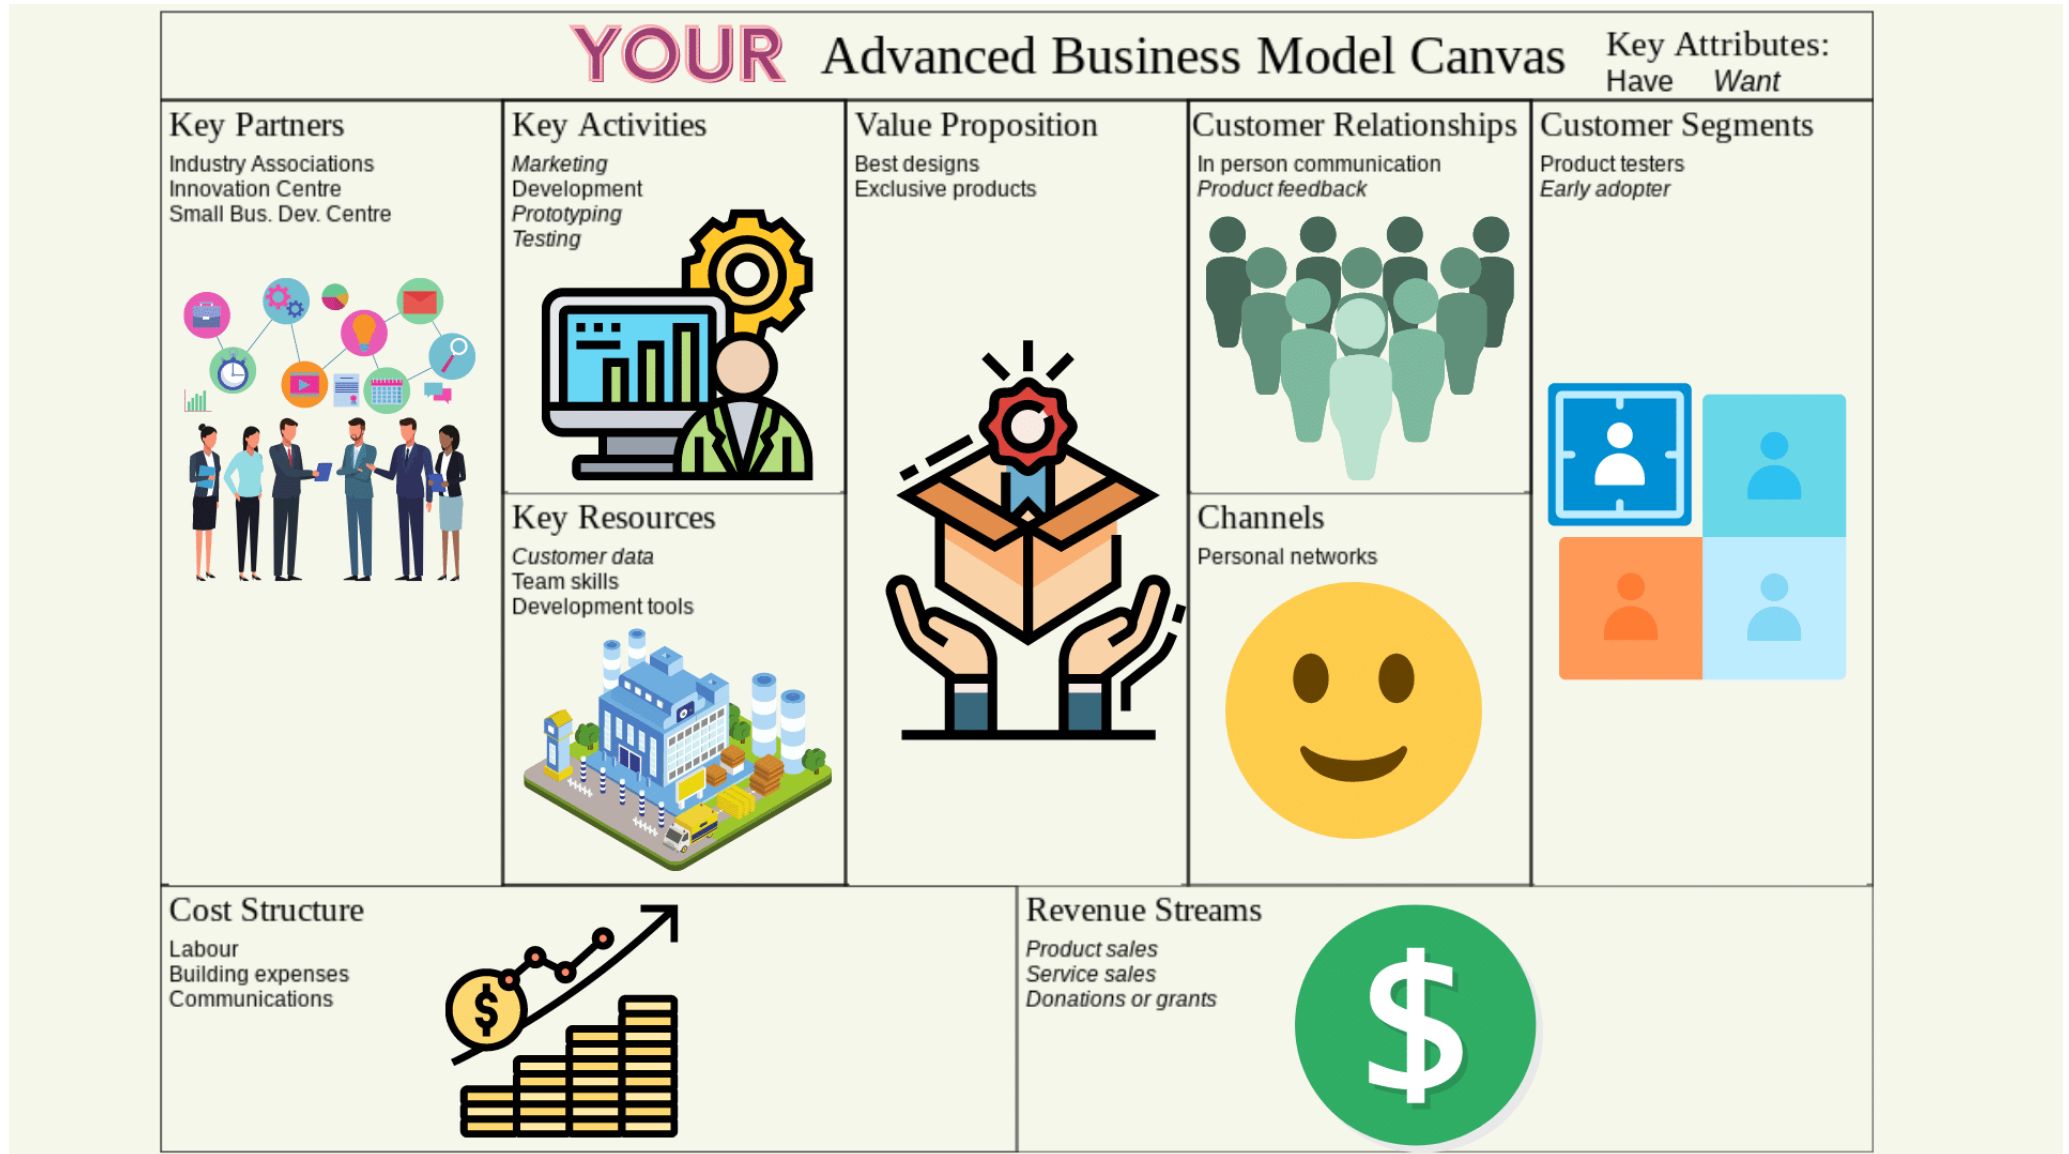 YOUR Advanced Business Model Canvas
Key Attributes:
Have Want
Key Partners
Industry Associations
Innovation Centre
Small Bus. Dev. Centre
Key Activities
Marketing
Development
Prototyping
Testing
Key Resources
Customer data
Team skills
Development tools
Value Proposition
Best designs
Exclusive products
Customer Relationships
In person communication
Product feedback
Channels
Personal networks
Customer Segments
Product testers
Early adopter
Cost Structure
Labour
Building expenses
Communications
$
Revenue Streams
Product sales
Service sales
Donations or grants
$